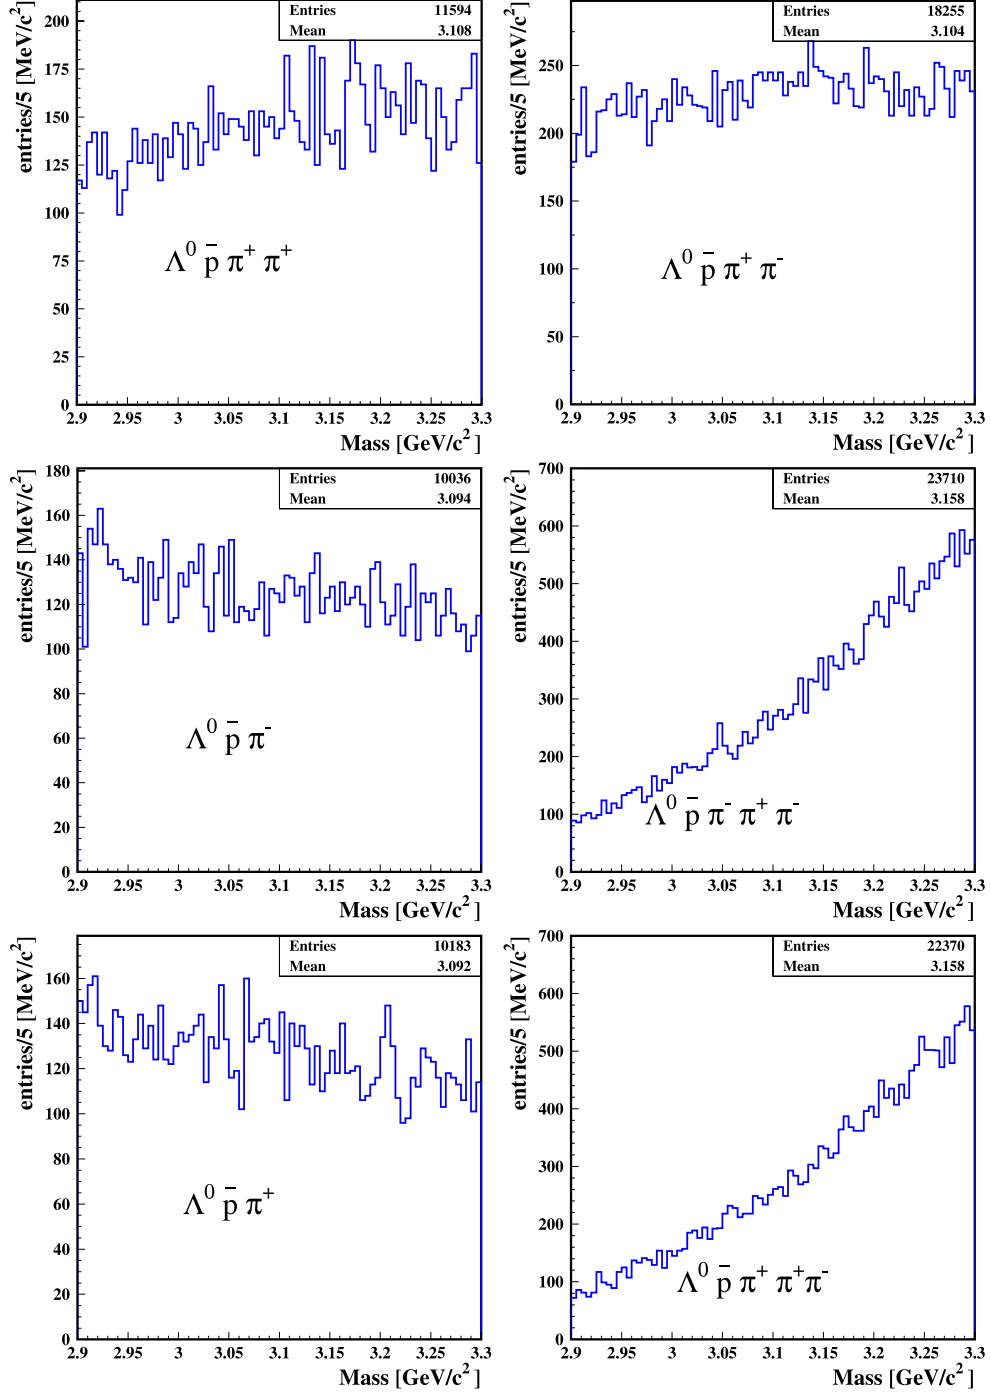 Entries 11594
Mean 3.108
entries/5 [MeV/c²]
200
175
150
125
100
75
50
25
0
Λ⁰ p̄ π⁺ π⁺
2.9 2.95 3 3.05 3.1 3.15 3.2 3.25 3.3
Mass [GeV/c²]
Entries 18255
Mean 3.104
entries/5 [MeV/c²]
250
200
150
100
50
0
Λ⁰ p̄ π⁺ π⁻
2.9 2.95 3 3.05 3.1 3.15 3.2 3.25 3.3
Mass [GeV/c²]
Entries 10036
Mean 3.094
entries/5 [MeV/c²]
180
160
140
120
100
80
60
40
20
0
Λ⁰ p̄ π⁻
2.9 2.95 3 3.05 3.1 3.15 3.2 3.25 3.3
Mass [GeV/c²]
Entries 23710
Mean 3.158
entries/5 [MeV/c²]
700
600
500
400
300
200
100
0
Λ⁰ p̄ π⁻ π⁺ π⁻
2.9 2.95 3 3.05 3.1 3.15 3.2 3.25 3.3
Mass [GeV/c²]
Entries 10183
Mean 3.092
entries/5 [MeV/c²]
160
140
120
100
80
60
40
20
0
Λ⁰ p̄ π⁺
2.9 2.95 3 3.05 3.1 3.15 3.2 3.25 3.3
Mass [GeV/c²]
Entries 22370
Mean 3.158
entries/5 [MeV/c²]
700
600
500
400
300
200
100
0
Λ⁰ p̄ π⁺ π⁺π⁻
2.9 2.95 3 3.05 3.1 3.15 3.2 3.25 3.3
Mass [GeV/c²]